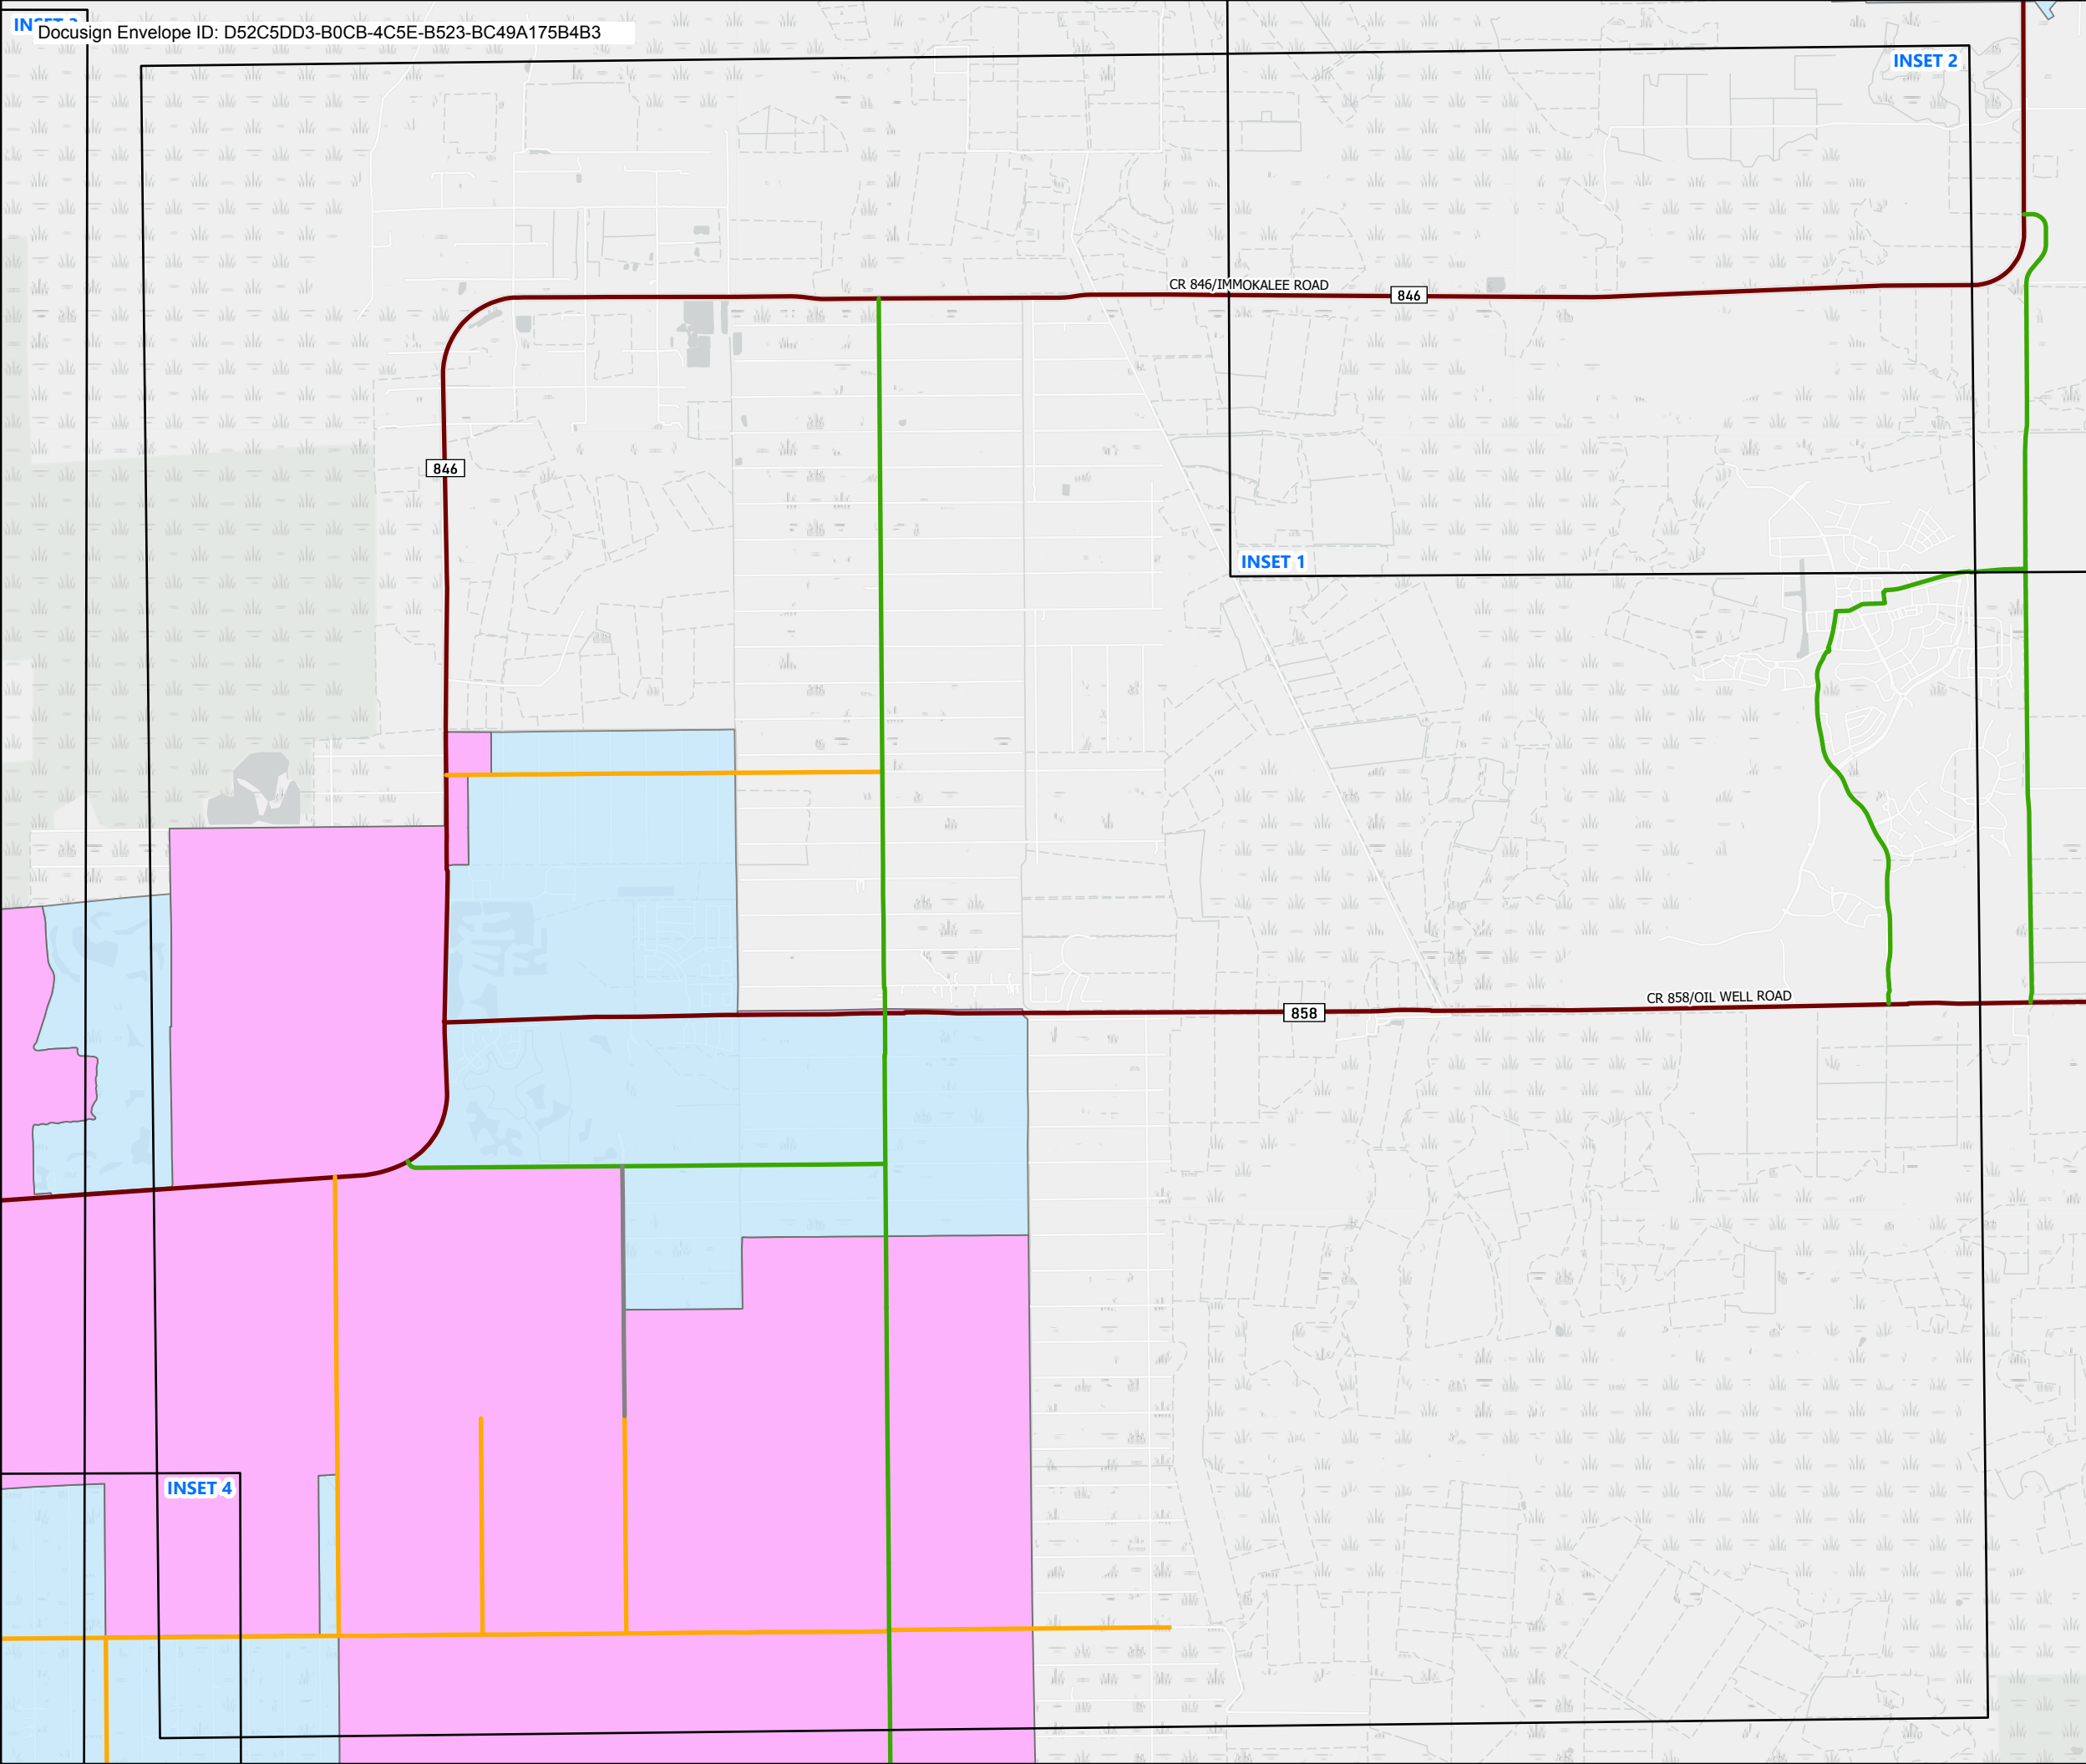 Docusign Envelope ID: D52C5DD3-B0CB-4C5E-B523-BC49A175B4B3
INSET 2
CR 846/IMMOKALEE ROAD
846
846
INSET 1
CR 858/OIL WELL ROAD
858
INSET 4